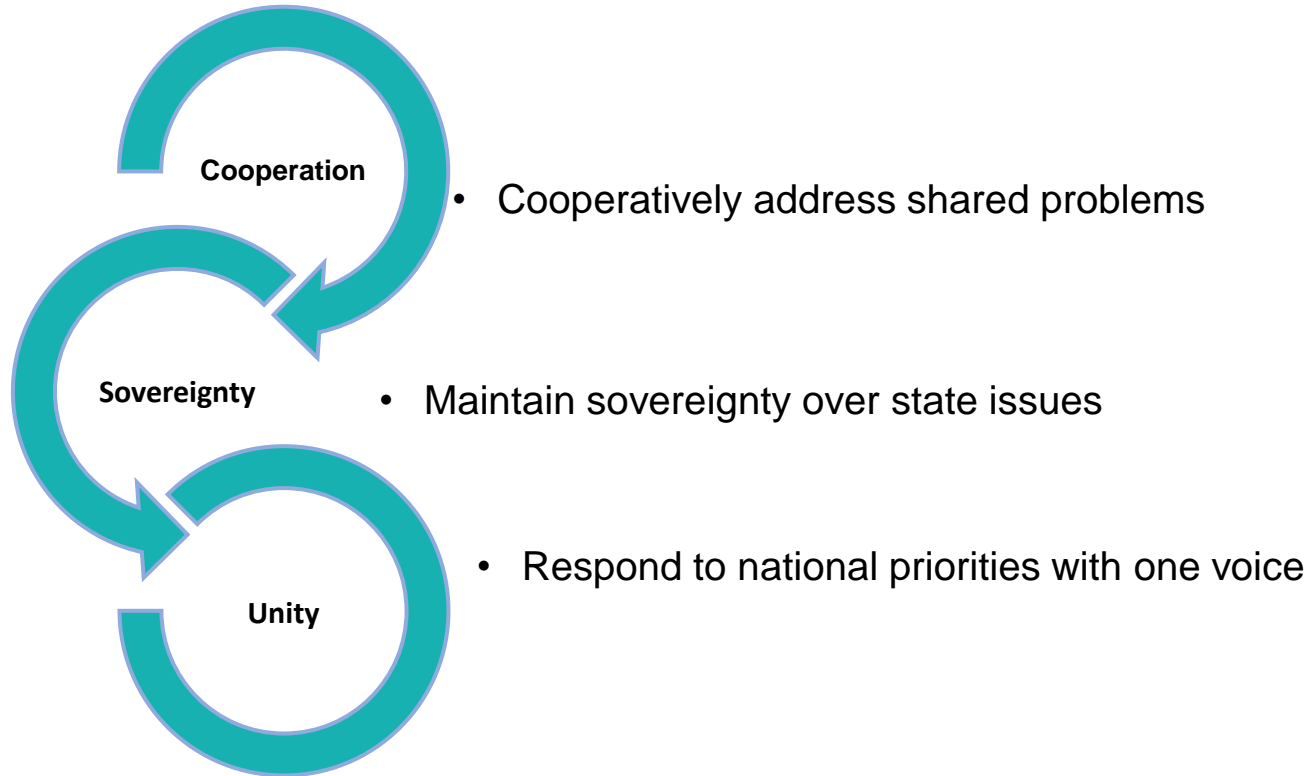 Cooperation
• Cooperatively address shared problems
Sovereignty
• Maintain sovereignty over state issues
• Respond to national priorities with one voice
Unity